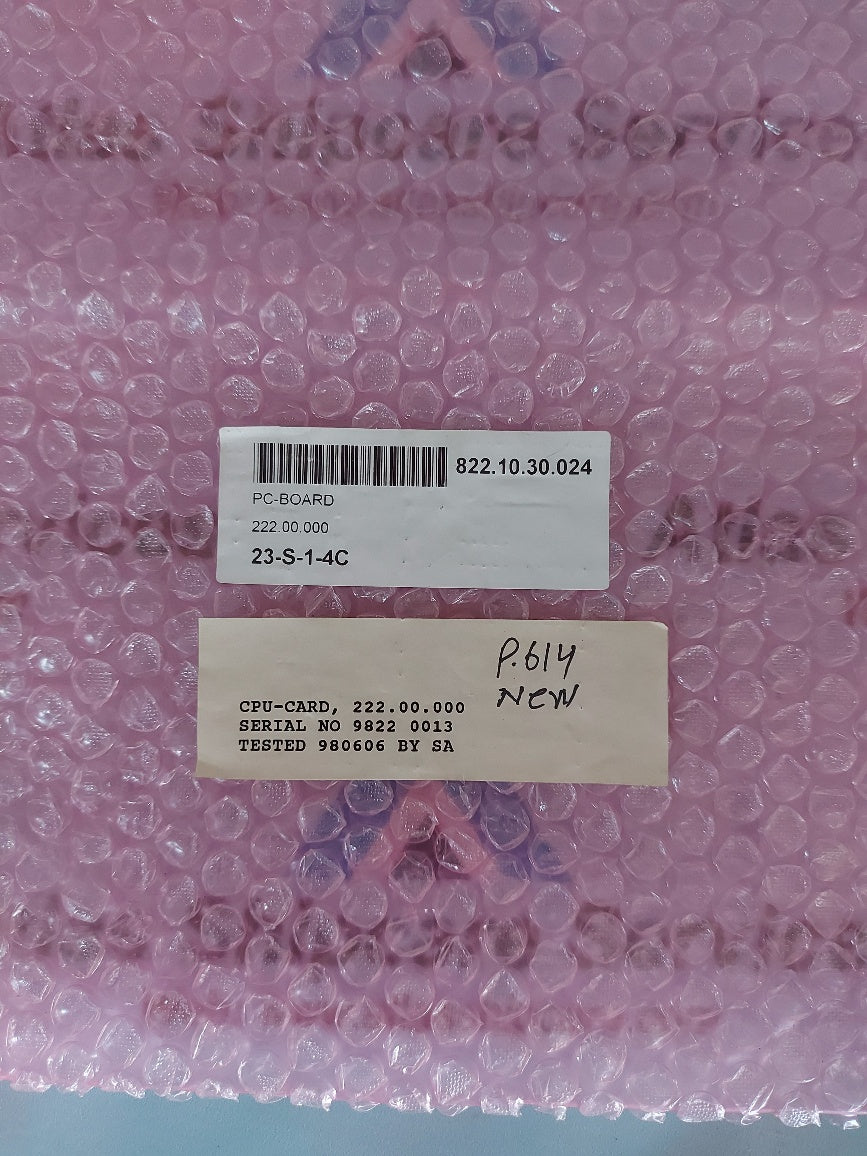 822.10.30.024
PC-BOARD
222.00.000
23-S-1-4C
P.614
NEW
CPU-CARD, 222.00.000
SERIAL NO 9822 0013
TESTED 980606 BY SA